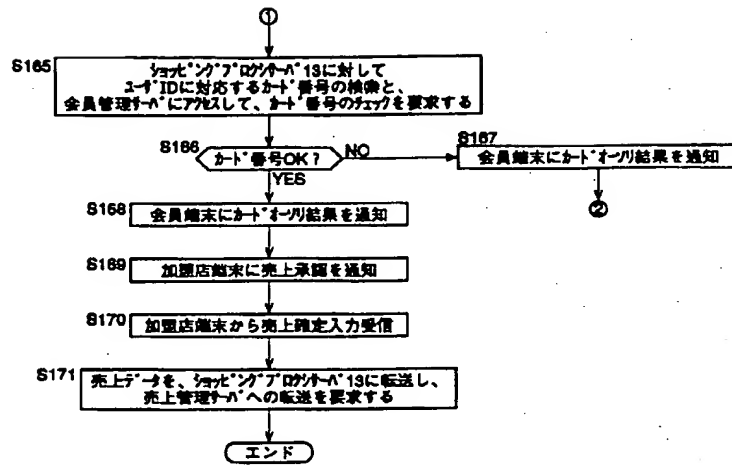 ①
S165
ｼｮｯﾋﾟﾝｸﾞﾌﾟﾛｸｼｻｰﾊﾞ13に対して
ﾕｰｻﾞIDに対応するｶｰﾄﾞ番号の検索と、
会員管理ｻｰﾊﾞにｱｸｾｽして、ｶｰﾄﾞ番号のﾁｪｯｸを要求する
S166
ｶｰﾄﾞ番号OK?
NO
YES
S167
会員端末にｶｰﾄﾞｵｰｿﾘ結果を通知
②
S168
会員端末にｶｰﾄﾞｵｰｿﾘ結果を通知
S169
加盟店端末に売上承認を通知
S170
加盟店端末から売上確定入力受信
S171
売上ﾃﾞｰﾀを、ｼｮｯﾋﾟﾝｸﾞﾌﾟﾛｸｼｻｰﾊﾞ13に転送し、
売上管理ｻｰﾊﾞへの転送を要求する
エンド